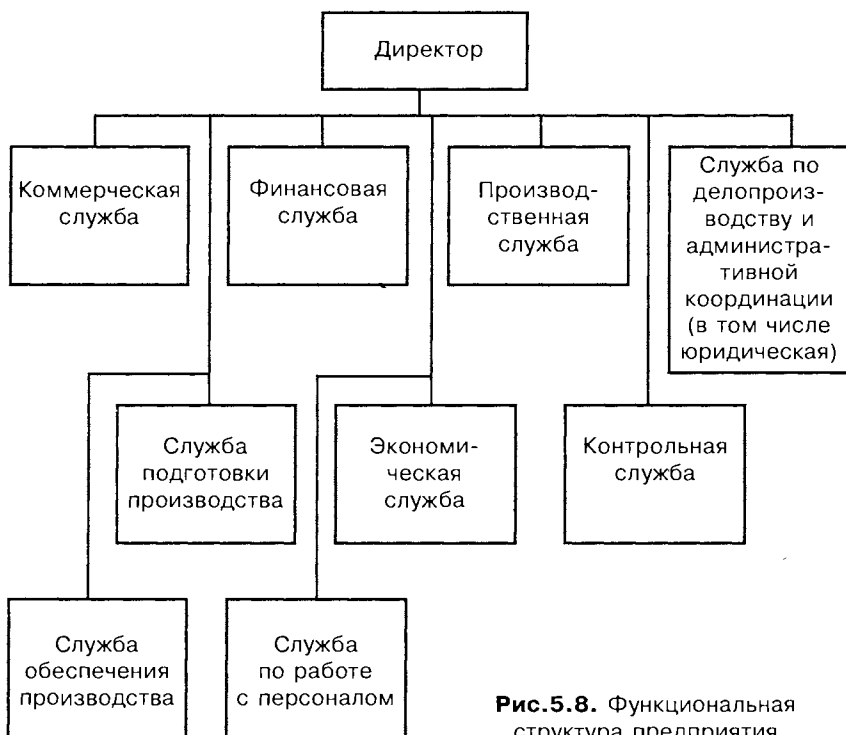 Директор
Коммерческая
служба
Финансовая
служба
Производ-
ственная
служба
Служба по
делопроиз-
водству и
администра-
тивной
координации
(в том числе
юридическая)
Служба
подготовки
производства
Экономи-
ческая
служба
Контрольная
служба
Служба
обеспечения
производства
Служба
по работе
с персоналом
Рис.5.8. Функциональная
структура предприятия